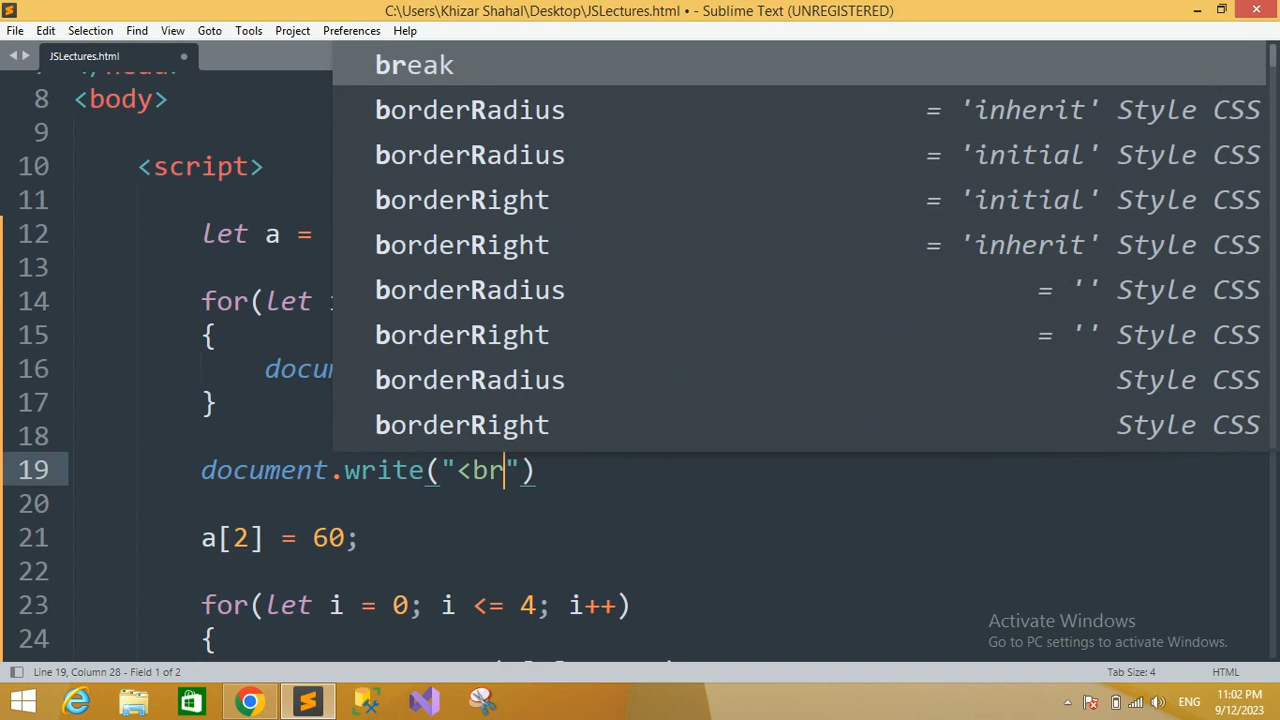 C:\Users\Khizar Shahal\Desktop\JSLectures.html • - Sublime Text (UNREGISTERED)
File Edit Selection Find View Goto Tools Project Preferences Help
JSLectures.html
break
8 <body>
borderRadius = 'inherit' Style CSS
9
borderRadius = 'initial' Style CSS
10 <script>
borderRight = 'initial' Style CSS
11
12 let a =
borderRight = 'inherit' Style CSS
13
borderRadius = '' Style CSS
14 for(let
15 {
borderRight = '' Style CSS
16 docu
borderRadius Style CSS
17 }
borderRight Style CSS
18
19 document.write("<br")
20
21 a[2] = 60;
22
23 for(let i = 0; i <= 4; i++)
24 {
Activate Windows
Go to PC settings to activate Windows.
Line 19, Column 28 - Field 1 of 2 Tab Size: 4 HTML
ENG
11:02 PM
9/12/2023